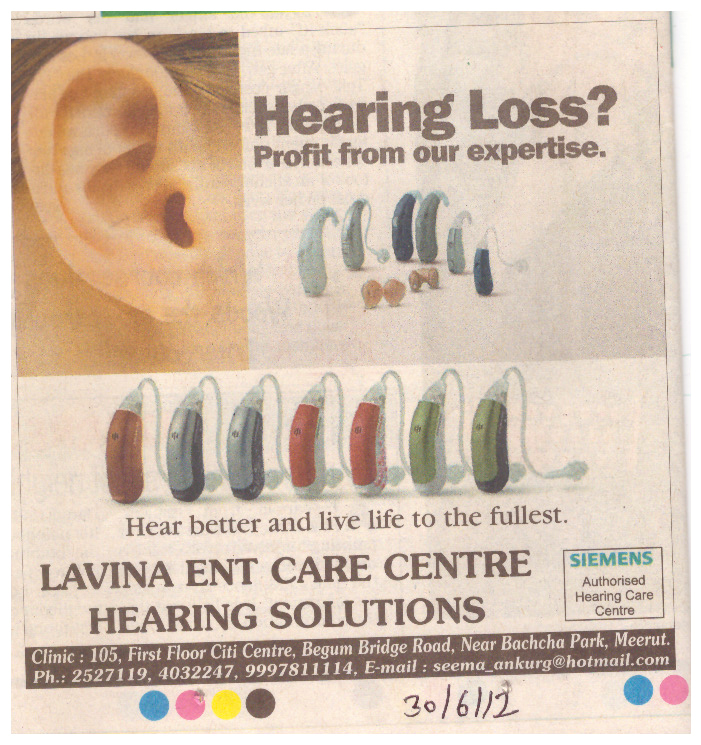 Hearing Loss?
Profit from our expertise.
Hear better and live life to the fullest.
LAVINA ENT CARE CENTRE
HEARING SOLUTIONS
SIEMENS
Authorised
Hearing Care
Centre
Clinic : 105, First Floor Citi Centre, Begum Bridge Road, Near Bachcha Park, Meerut.
Ph.: 2527119, 4032247, 9997811114, E-mail : seema_ankurg@hotmail.com
30/6/12